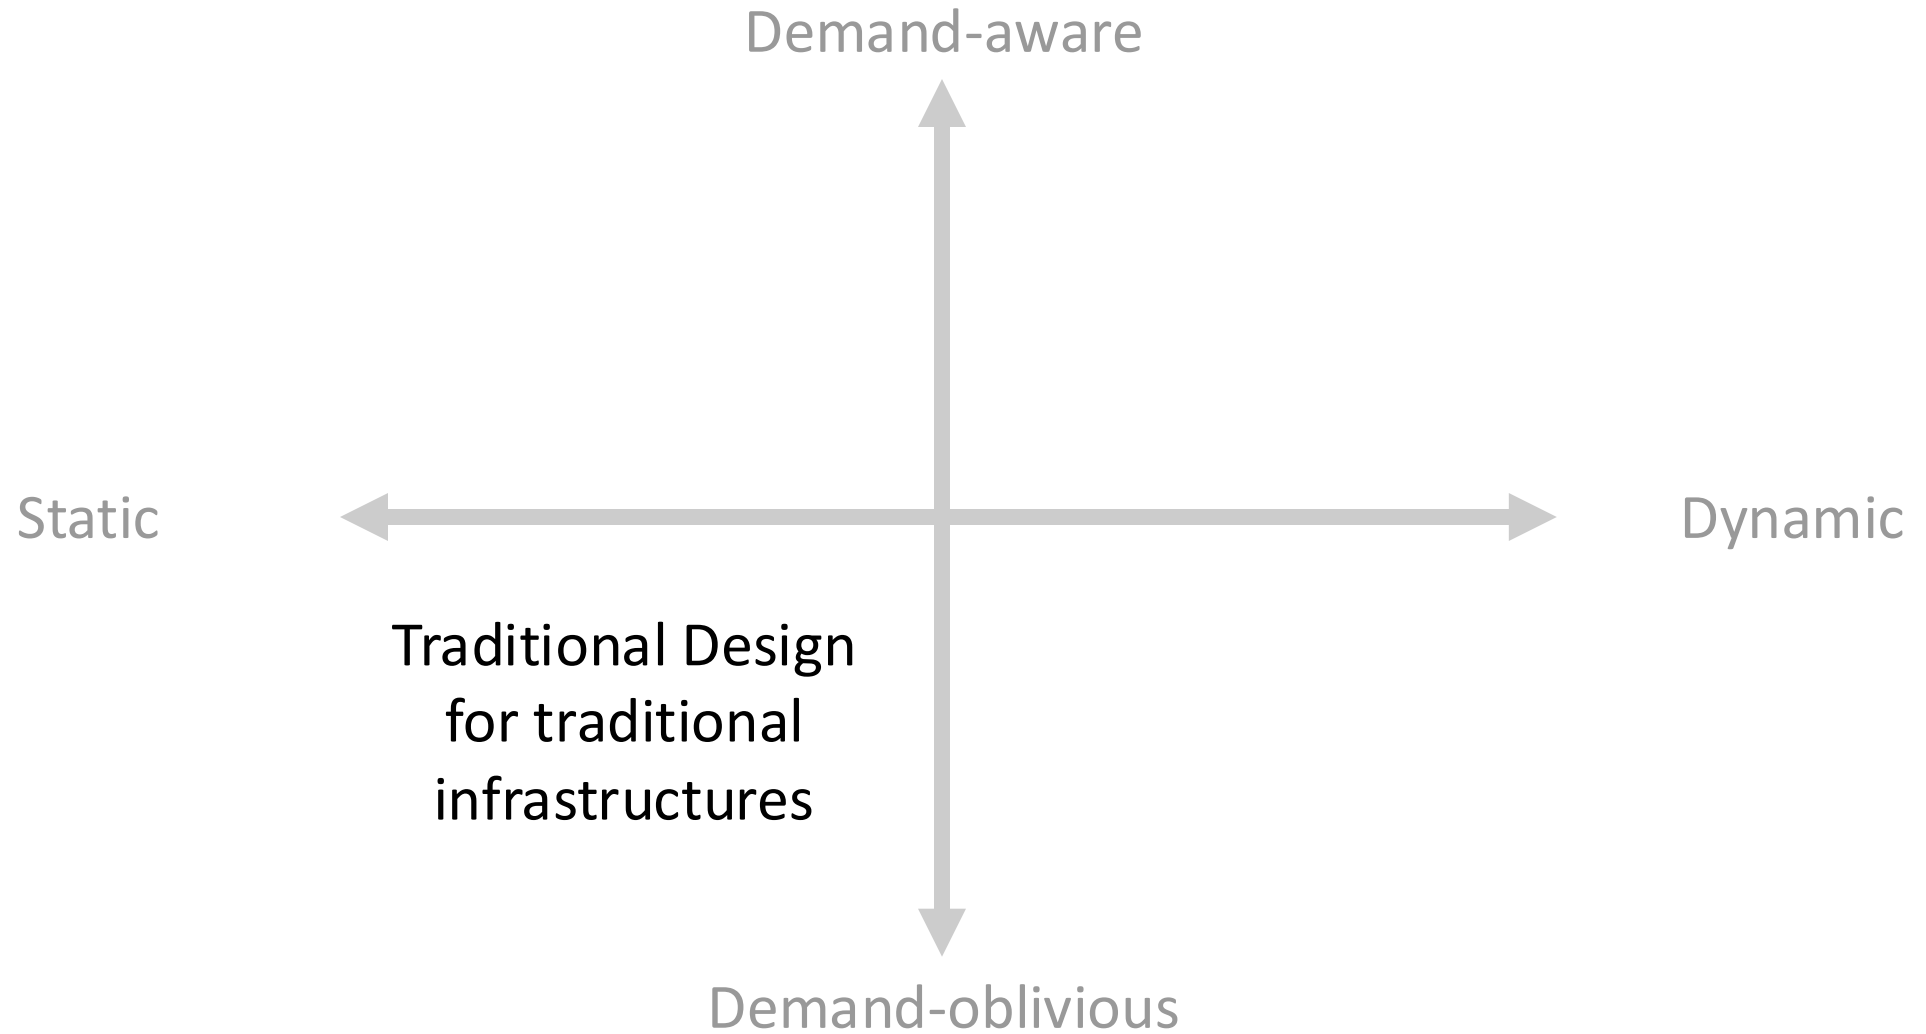 Demand-aware
Static
Dynamic
Traditional Design
for traditional
infrastructures
Demand-oblivious